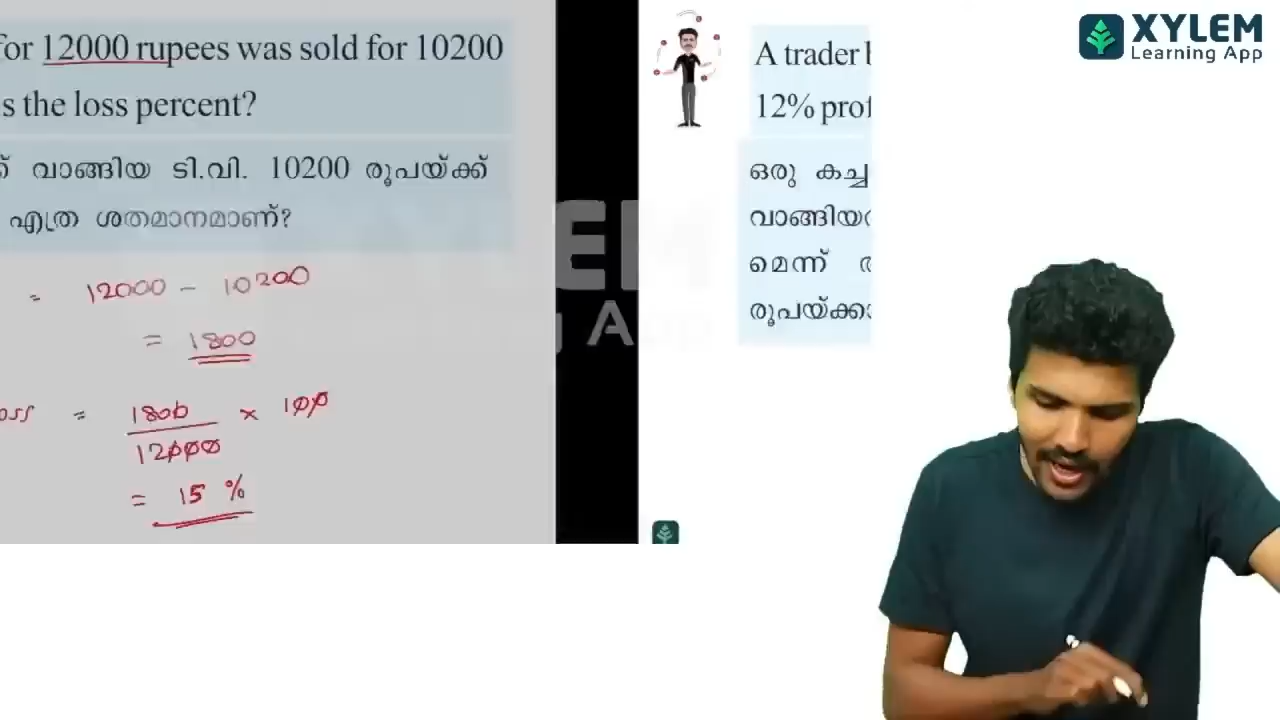 for 12000 rupees was sold for 10200
s the loss percent?
വാങ്ങിയ ടി.വി. 10200 രൂപയ്ക്ക്
എത്ര ശതമാനമാണ്?
= 12000 - 10200
= 1800
oss = 1800 / 12000 × 100
= 15 %
A trader b
12% prof
ഒരു കച്ച
വാങ്ങിയ
മെന്ന്
രൂപയ്ക്കാ
XYLEM
Learning App